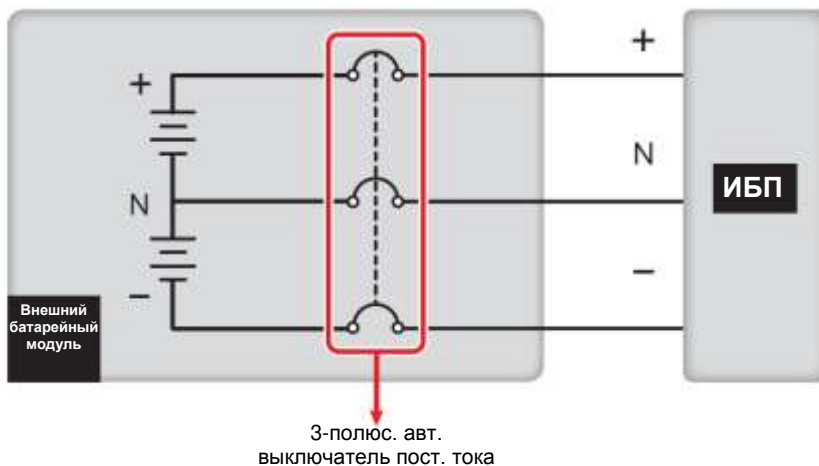 +
+
N
N
ИБП
−
−
Внешний
батарейный
модуль
3-полюс. авт.
выключатель пост. тока